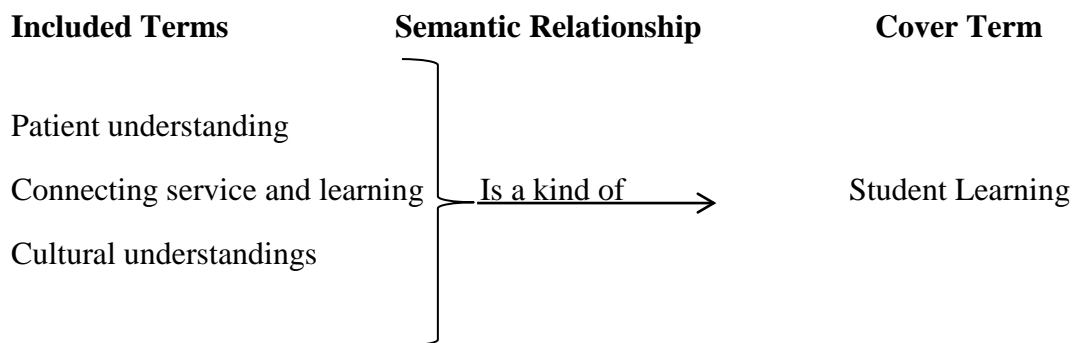 Included Terms Semantic Relationship Cover Term
Patient understanding
Connecting service and learning Is a kind of Student Learning
Cultural understandings